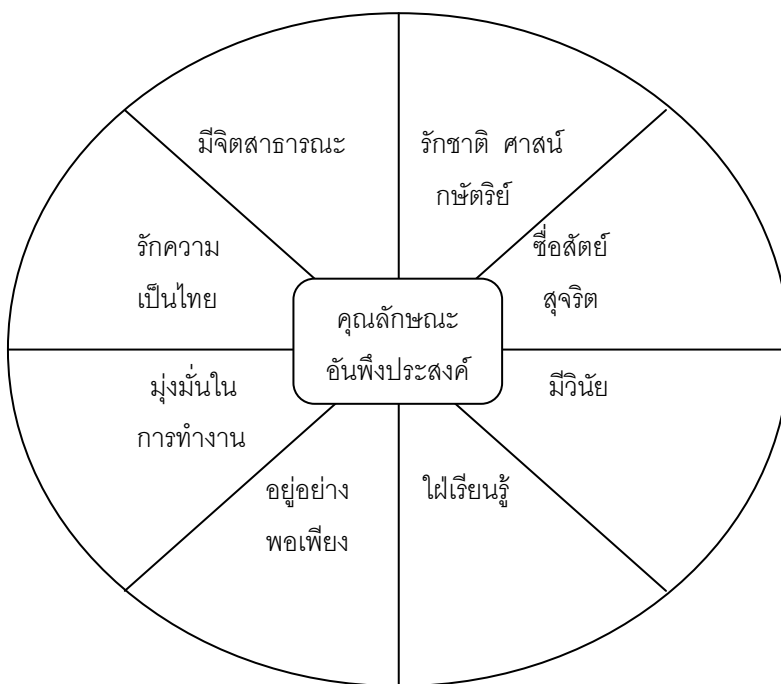 มีจิตสาธารณะ
รักชาติ ศาสน์
กษัตริย์
ซื่อสัตย์
สุจริต
มีวินัย
ใฝ่เรียนรู้
อยู่อย่าง
พอเพียง
มุ่งมั่นใน
การทำงาน
รักความ
เป็นไทย
คุณลักษณะ
อันพึงประสงค์